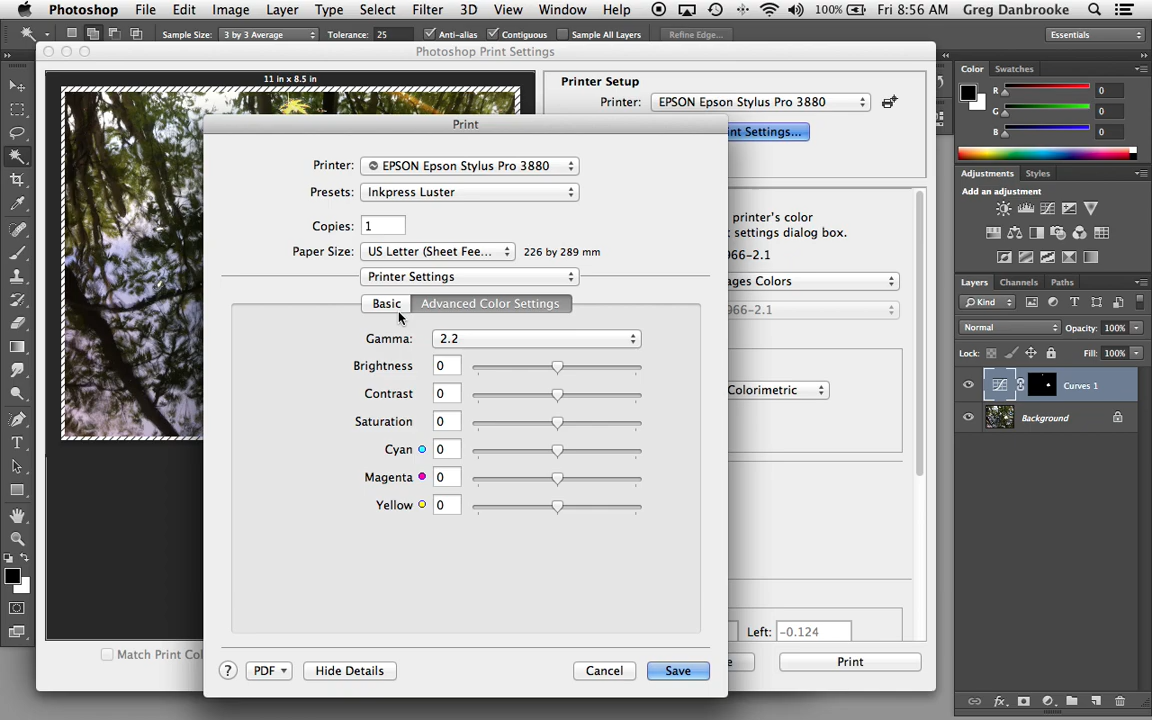 Photoshop File Edit Image Layer Type Select Filter 3D View Window Help 100% Fri 8:56 AM Greg Danbrooke
Sample Size: 3 by 3 Average Tolerance: 25 Anti-alias Contiguous Sample All Layers Refine Edge... Essentials
Photoshop Print Settings
11 in x 8.5 in
Printer Setup
Printer: EPSON Epson Stylus Pro 3880
nt Settings...
Print
Printer: EPSON Epson Stylus Pro 3880
Presets: Inkpress Luster
Copies: 1
Paper Size: US Letter (Sheet Fee... 226 by 289 mm
Printer Settings
Basic Advanced Color Settings
Gamma: 2.2
Brightness 0
Contrast 0
Saturation 0
Cyan 0
Magenta 0
Yellow 0
? PDF Hide Details Cancel Save
printer's color
settings dialog box.
966-2.1
ages Colors
966-2.1
Colorimetric
Left: -0.124
Match Print Col
e Print
Color Swatches
R 0
G 0
B 0
Adjustments Styles
Add an adjustment
Layers Channels Paths
Kind
Normal Opacity: 100%
Lock: Fill: 100%
Curves 1
Background
fx